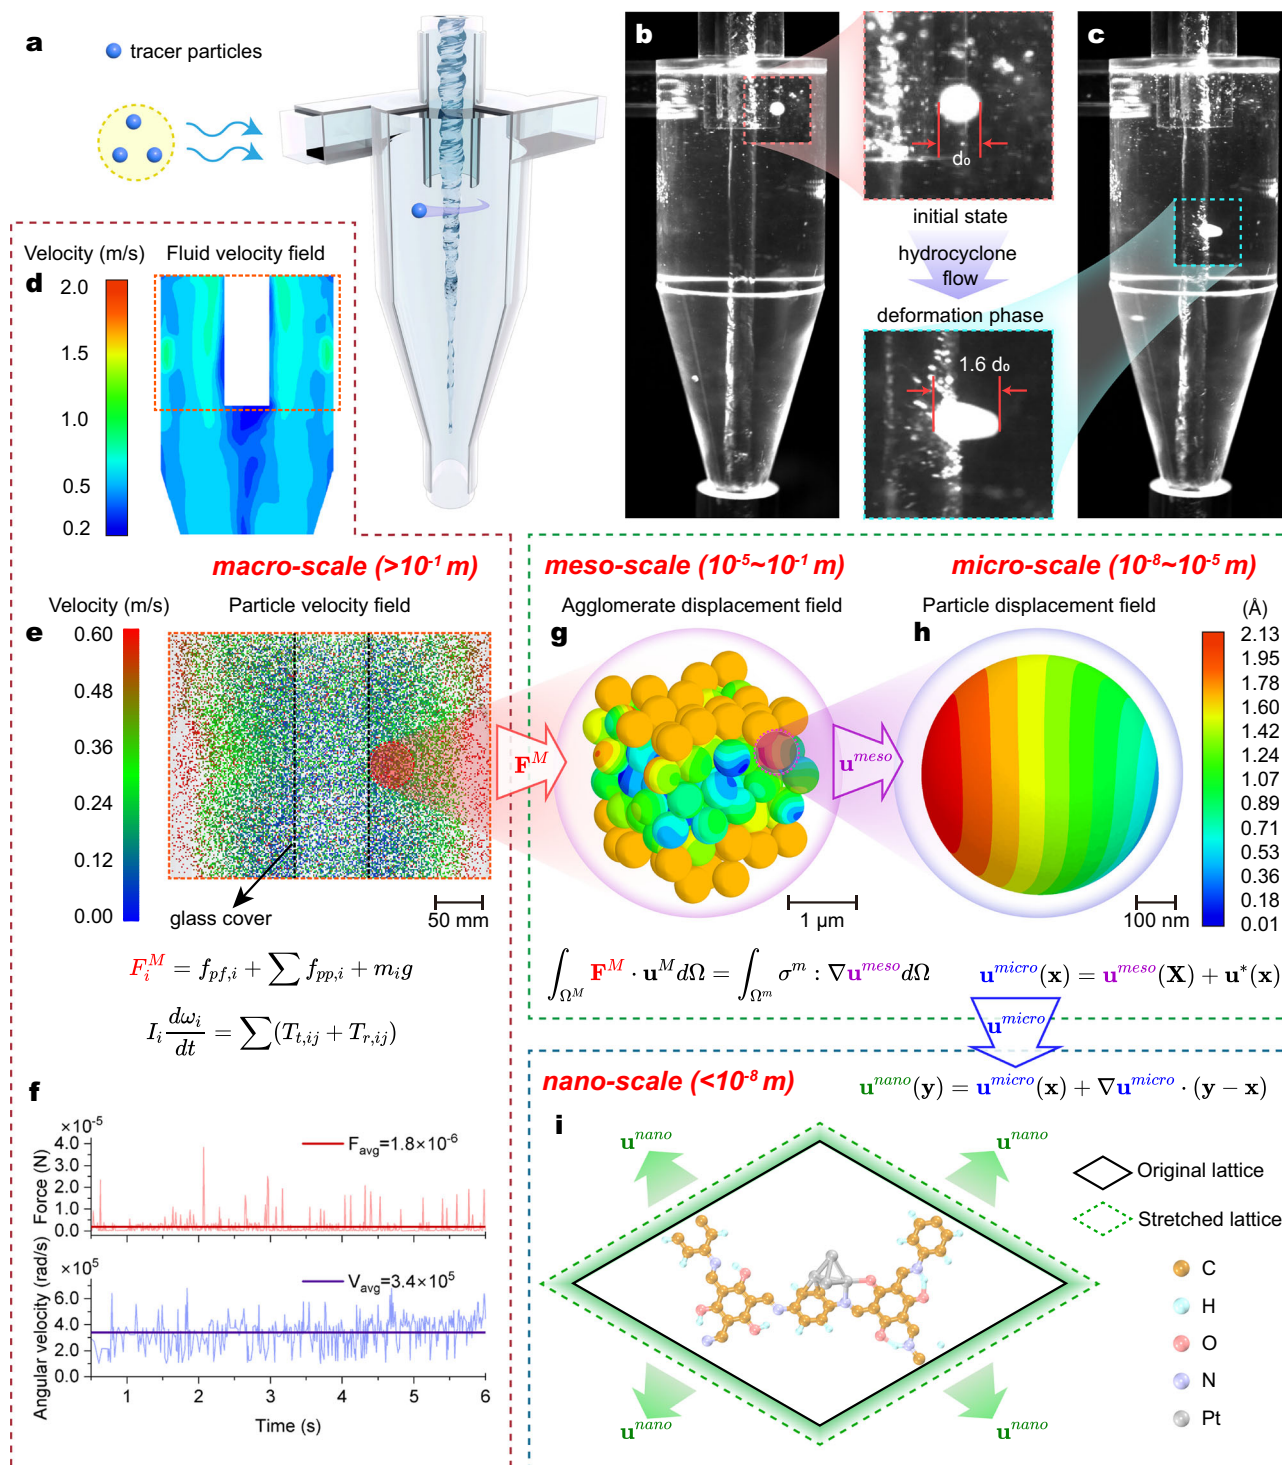 a
tracer particles
b
d₀
initial state
hydrocyclone
flow
deformation phase
1.6 d₀
c
Velocity (m/s)
Fluid velocity field
d
2.0
1.5
1.0
0.5
0.2
macro-scale (>10⁻¹ m)
Velocity (m/s)
Particle velocity field
e
0.60
0.48
0.36
0.24
0.12
0.00
glass cover
50 mm
F_i^M = f_{pf,i} + ∑ f_{pp,i} + m_i g
I_i dω_i/dt = ∑(T_{t,ij} + T_{r,ij})
f
×10⁻⁵
Force (N)
4.0
3.0
2.0
1.0
0.0
F_avg=1.8×10⁻⁶
×10⁵
Angular velocity (rad/s)
6.0
4.0
2.0
0.0
V_avg=3.4×10⁵
1 2 3 4 5 6
Time (s)
meso-scale (10⁻⁵~10⁻¹ m)
Agglomerate displacement field
g
F^M
1 μm
∫_{Ω^M} F^M · u^M dΩ = ∫_{Ω^m} σ^m : ∇u^{meso} dΩ
micro-scale (10⁻⁸~10⁻⁵ m)
Particle displacement field
h
u^{meso}
(Å)
2.13
1.95
1.77
1.60
1.42
1.24
1.07
0.89
0.71
0.53
0.36
0.18
0.01
100 nm
u^{micro}(x) = u^{meso}(X) + u*(x)
u^{micro}
nano-scale (<10⁻⁸ m)
u^{nano}(y) = u^{micro}(x) + ∇u^{micro} · (y − x)
i
u^{nano}
u^{nano}
u^{nano}
u^{nano}
Original lattice
Stretched lattice
C
H
O
N
Pt